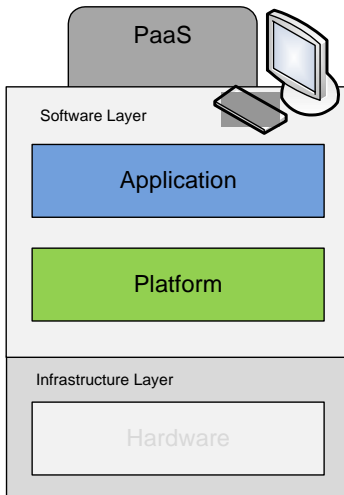 PaaS
Software Layer
Application
Platform
Infrastructure Layer
Hardware